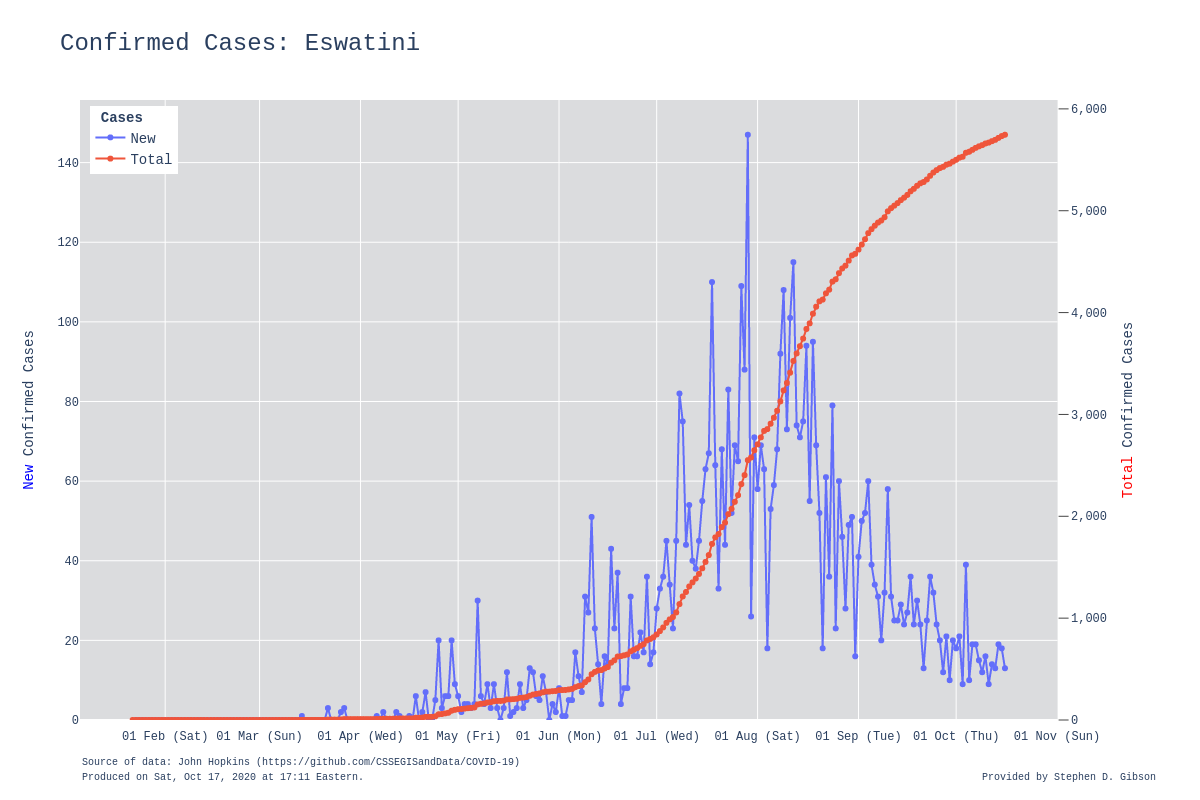 Confirmed Cases: Eswatini
Cases
New
Total
6,000
5,000
4,000
3,000
2,000
1,000
0
140
120
100
80
60
40
20
0
New Confirmed Cases
Total Confirmed Cases
01 Feb (Sat) 01 Mar (Sun) 01 Apr (Wed) 01 May (Fri) 01 Jun (Mon) 01 Jul (Wed) 01 Aug (Sat) 01 Sep (Tue) 01 Oct (Thu) 01 Nov (Sun)
Source of data: John Hopkins (https://github.com/CSSEGISandData/COVID-19)
Produced on Sat, Oct 17, 2020 at 17:11 Eastern.
Provided by Stephen D. Gibson